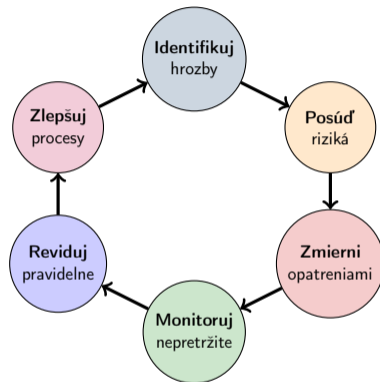 Identifikuj
hrozby
Posúď
riziká
Zmierni
opatreniami
Monitoruj
nepretržite
Reviduj
pravidelne
Zlepšuj
procesy